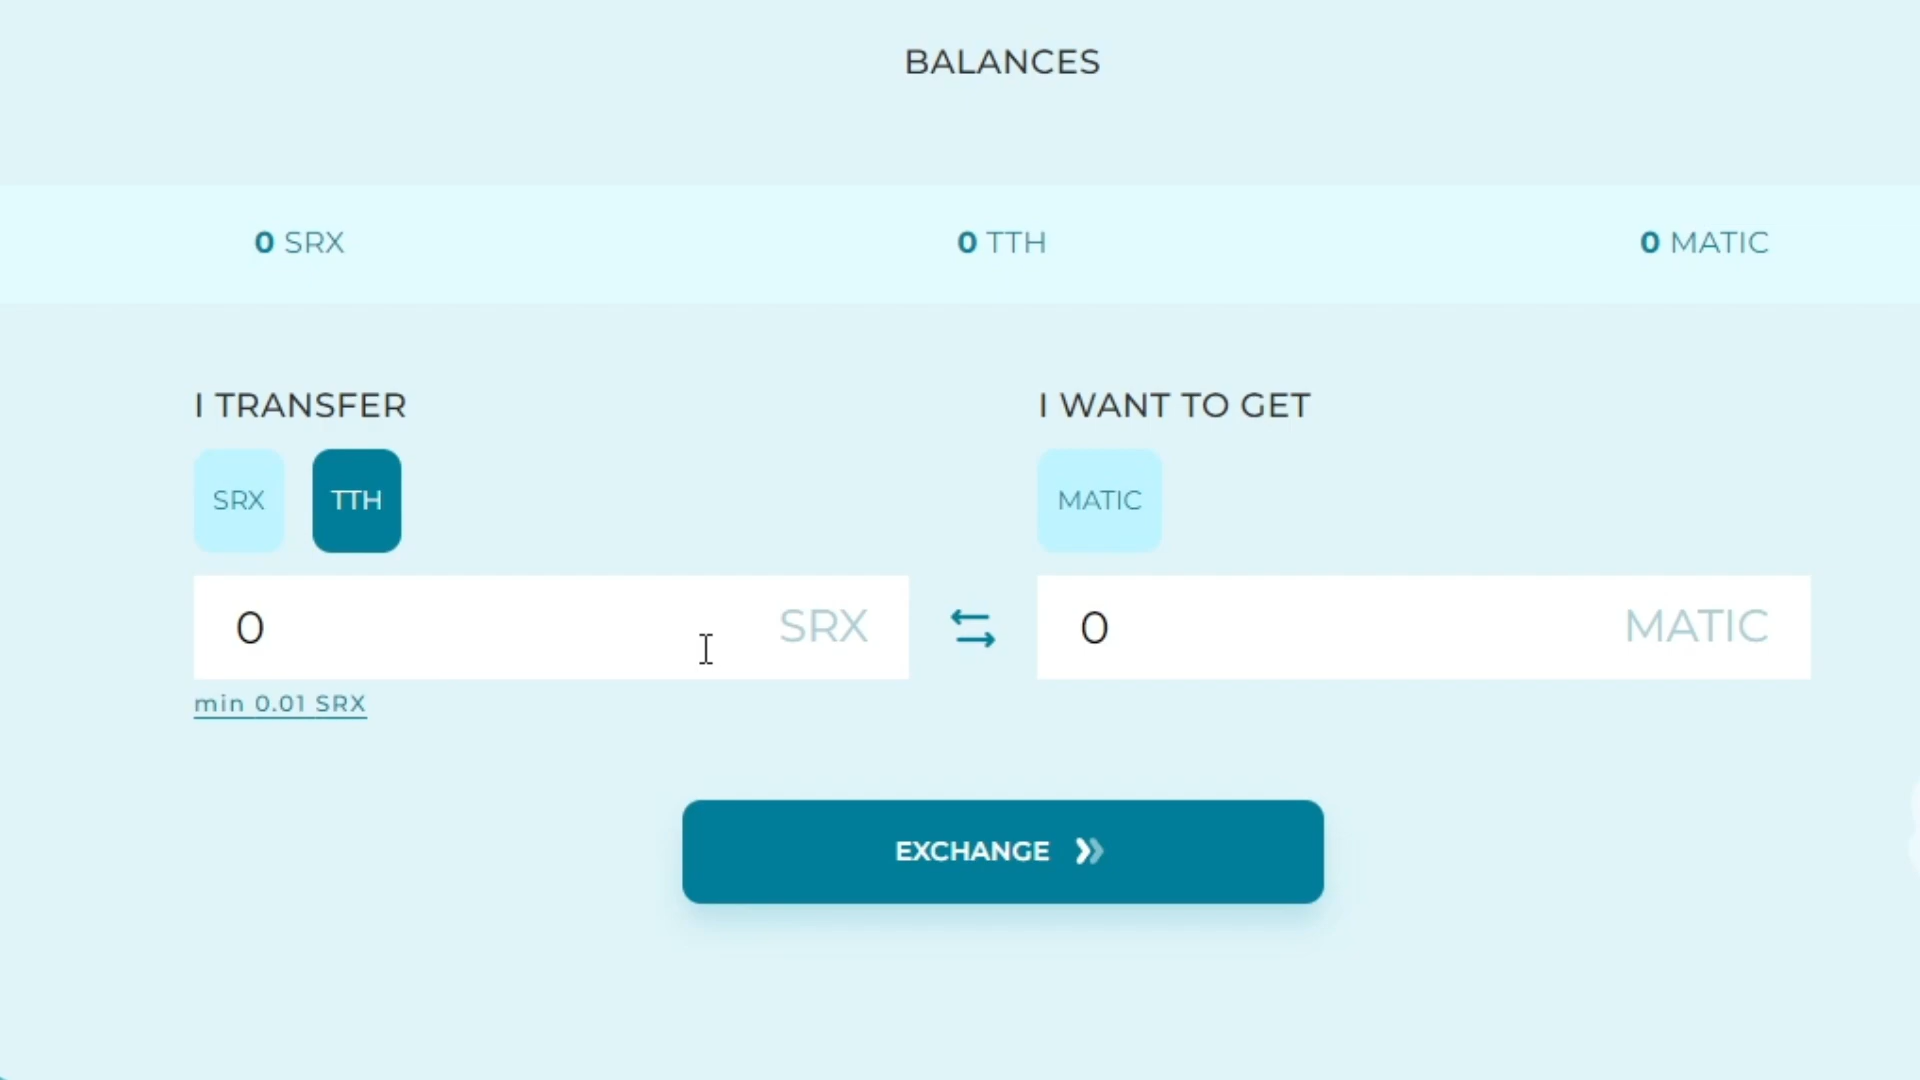 BALANCES
0 SRX
0 TTH
0 MATIC
I TRANSFER
I WANT TO GET
SRX
TTH
MATIC
0 SRX
0 MATIC
min 0.01 SRX
EXCHANGE